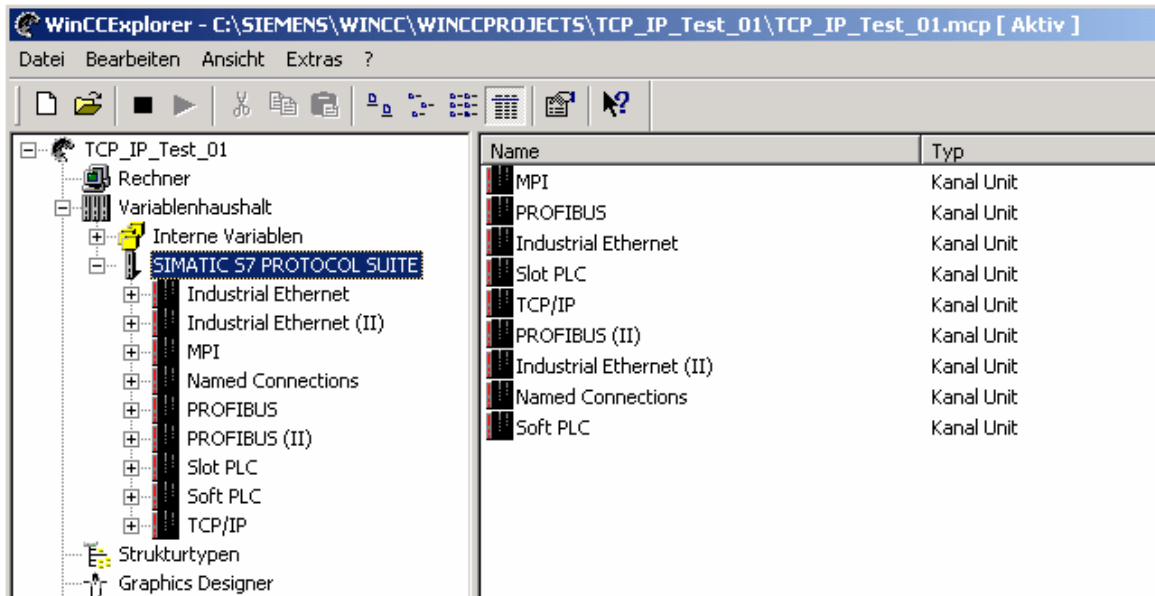 WinCCExplorer - C:\SIEMENS\WINCC\WINCCPROJECTS\TCP_IP_Test_01\TCP_IP_Test_01.mcp [ Aktiv ]
Datei Bearbeiten Ansicht Extras ?
TCP_IP_Test_01
Rechner
Variablenhaushalt
Interne Variablen
SIMATIC S7 PROTOCOL SUITE
Industrial Ethernet
Industrial Ethernet (II)
MPI
Named Connections
PROFIBUS
PROFIBUS (II)
Slot PLC
Soft PLC
TCP/IP
Strukturtypen
Graphics Designer
Name Typ
MPI Kanal Unit
PROFIBUS Kanal Unit
Industrial Ethernet Kanal Unit
Slot PLC Kanal Unit
TCP/IP Kanal Unit
PROFIBUS (II) Kanal Unit
Industrial Ethernet (II) Kanal Unit
Named Connections Kanal Unit
Soft PLC Kanal Unit